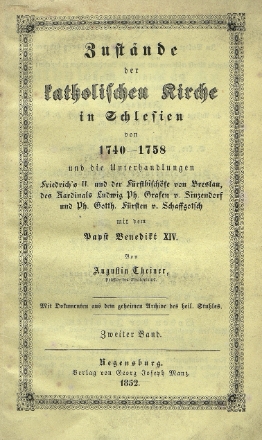 Zustände
der
katholischen Kirche
in Schlesien
von
1740–1758
und die Unterhandlungen
Friedrich's II. und der Fürstbischöfe von Breslau,
des Kardinals Ludwig Ph. Grafen v. Sinzendorf
und Ph. Gotth. Fürsten v. Schaffgotsch
mit dem
Papst Benedikt XIV.
Von
Augustin Theiner,
Mit Dokumenten aus dem geheimen Archive des heil. Stuhles.
Zweiter Band.
Regensburg.
Verlag von Georg Joseph Manz.
1852.